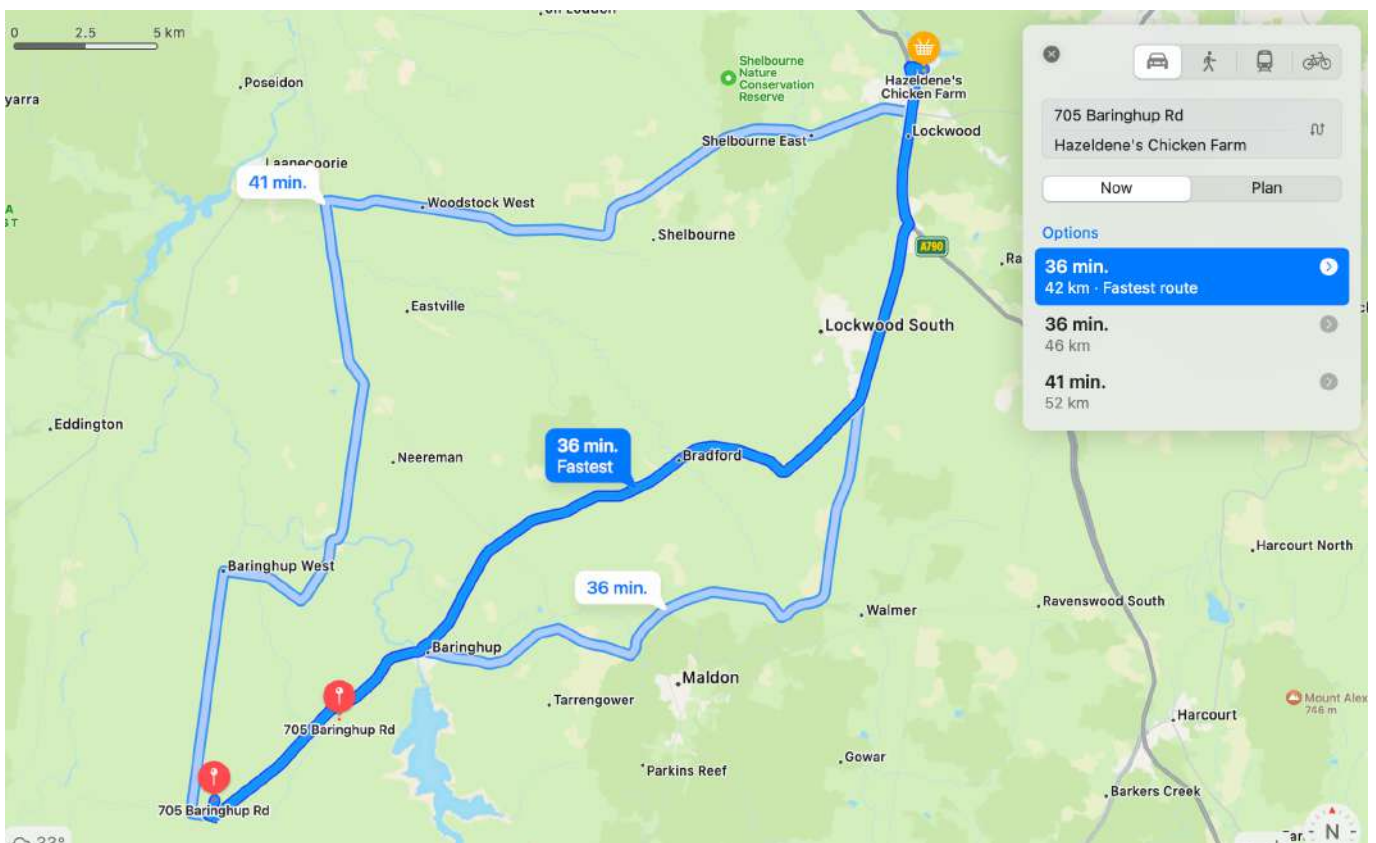 0 2.5 5 km
Poseidon
Shelbourne
Nature
Conservation
Reserve
Hazeldene's
Chicken Farm
yarra
Shelbourne East
Lockwood
Laanecoorie
41 min.
Woodstock West
Shelbourne
A790
Ra
Eastville
Lockwood South
Eddington
36 min.
Fastest
Bradford
Neereman
Harcourt North
Baringhup West
36 min.
Walmer
Ravenswood South
Baringhup
Maldon
Tarrengower
705 Baringhup Rd
Mount Alex
746 m
Harcourt
Gowar
Parkins Reef
705 Baringhup Rd
Barkers Creek
N
33°
705 Baringhup Rd
Hazeldene's Chicken Farm
Now Plan
Options
36 min.
42 km · Fastest route
36 min.
46 km
41 min.
52 km